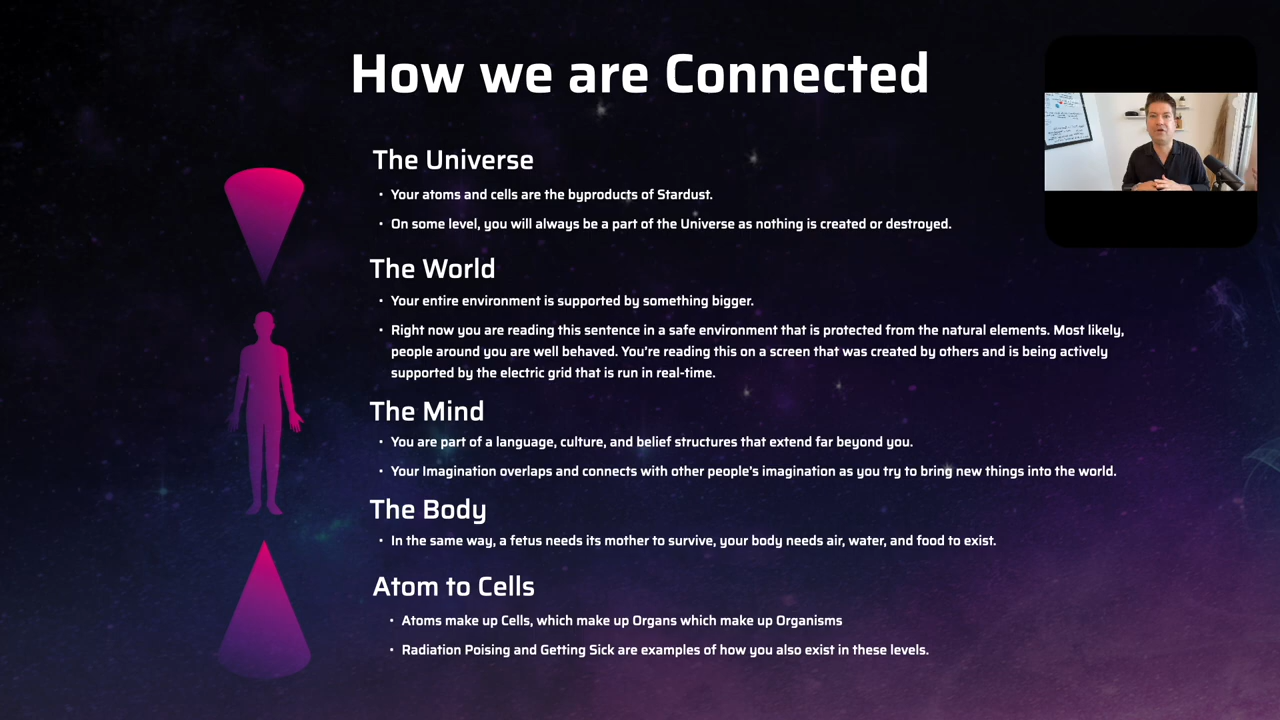 How we are Connected
The Universe
• Your atoms and cells are the byproducts of Stardust.
• On some level, you will always be a part of the Universe as nothing is created or destroyed.
The World
• Your entire environment is supported by something bigger.
• Right now you are reading this sentence in a safe environment that is protected from the natural elements. Most likely,
people around you are well behaved. You're reading this on a screen that was created by others and is being actively
supported by the electric grid that is run in real-time.
The Mind
• You are part of a language, culture, and belief structures that extend far beyond you.
• Your Imagination overlaps and connects with other people's imagination as you try to bring new things into the world.
The Body
• In the same way, a fetus needs its mother to survive, your body needs air, water, and food to exist.
Atom to Cells
• Atoms make up Cells, which make up Organs which make up Organisms
• Radiation Poising and Getting Sick are examples of how you also exist in these levels.